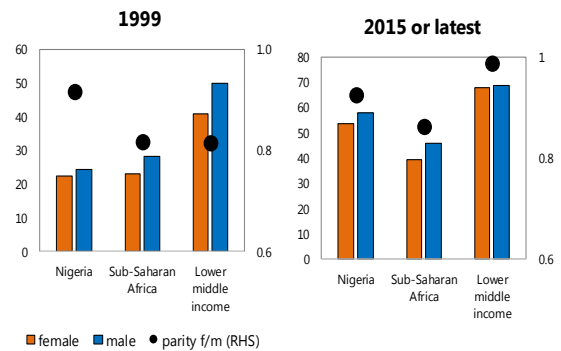 1999
60
50
40
30
20
10
0
1.0
0.8
0.6
Nigeria
Sub-Saharan
Africa
Lower
middle
income
2015 or latest
80
70
60
50
40
30
20
10
0
1
0.8
0.6
Nigeria
Sub-Saharan
Africa
Lower
middle
income
female male parity f/m (RHS)